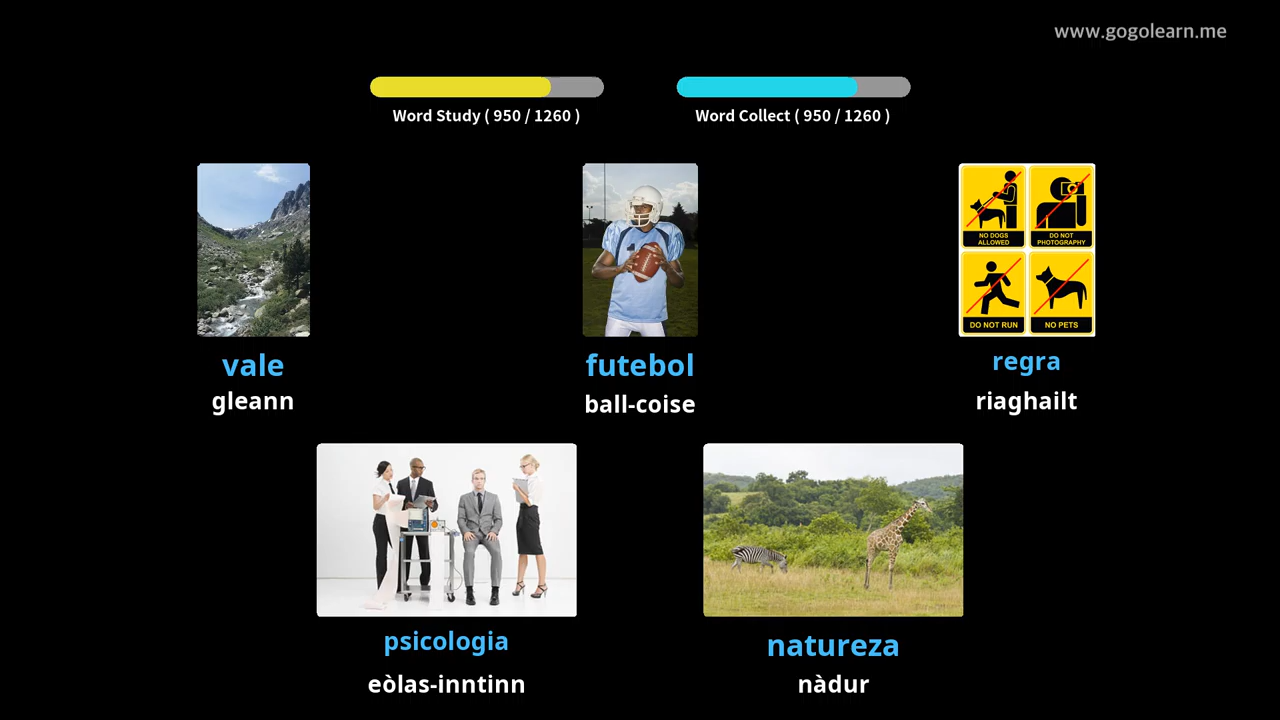 www.gogolearn.me
Word Study ( 950 / 1260 )
Word Collect ( 950 / 1260 )
NO DOGS
ALLOWED
DO NOT
PHOTOGRAPHY
DO NOT RUN
NO PETS
vale
futebol
regra
gleann
ball-coise
riaghailt
psicologia
natureza
eòlas-inntinn
nàdur